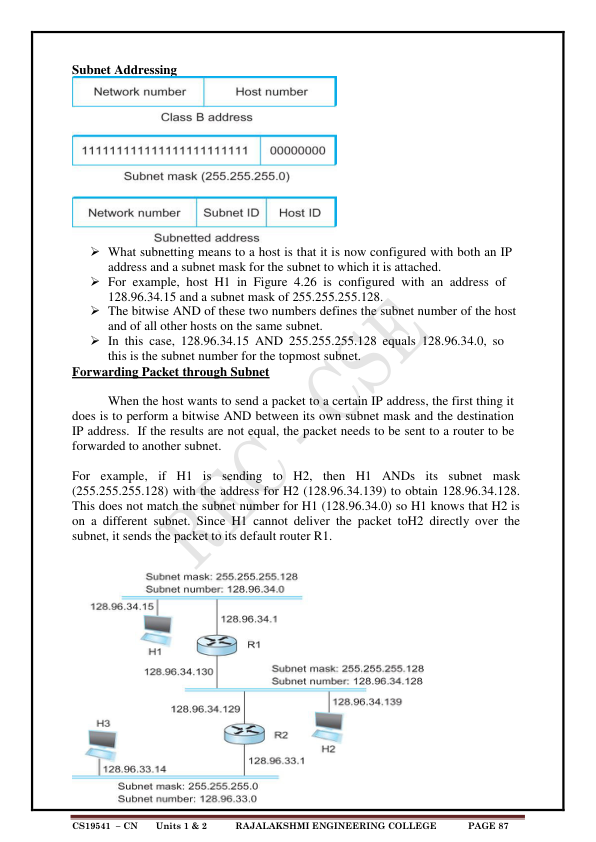 Subnet Addressing
Network number Host number
Class B address
111111111111111111111111 00000000
Subnet mask (255.255.255.0)
Network number Subnet ID Host ID
Subnetted address
➢ What subnetting means to a host is that it is now configured with both an IP
address and a subnet mask for the subnet to which it is attached.
➢ For example, host H1 in Figure 4.26 is configured with an address of
128.96.34.15 and a subnet mask of 255.255.255.128.
➢ The bitwise AND of these two numbers defines the subnet number of the host
and of all other hosts on the same subnet.
➢ In this case, 128.96.34.15 AND 255.255.255.128 equals 128.96.34.0, so
this is the subnet number for the topmost subnet.
Forwarding Packet through Subnet
When the host wants to send a packet to a certain IP address, the first thing it
does is to perform a bitwise AND between its own subnet mask and the destination
IP address. If the results are not equal, the packet needs to be sent to a router to be
forwarded to another subnet.
For example, if H1 is sending to H2, then H1 ANDs its subnet mask
(255.255.255.128) with the address for H2 (128.96.34.139) to obtain 128.96.34.128.
This does not match the subnet number for H1 (128.96.34.0) so H1 knows that H2 is
on a different subnet. Since H1 cannot deliver the packet toH2 directly over the
subnet, it sends the packet to its default router R1.
REC - CSE
Subnet mask: 255.255.255.128
Subnet number: 128.96.34.0
128.96.34.15
128.96.34.1
H1
R1
128.96.34.130
Subnet mask: 255.255.255.128
Subnet number: 128.96.34.128
128.96.34.129
128.96.34.139
H3
R2
H2
128.96.33.14
128.96.33.1
Subnet mask: 255.255.255.0
Subnet number: 128.96.33.0
CS19541 – CN Units 1 & 2 RAJALAKSHMI ENGINEERING COLLEGE PAGE 87